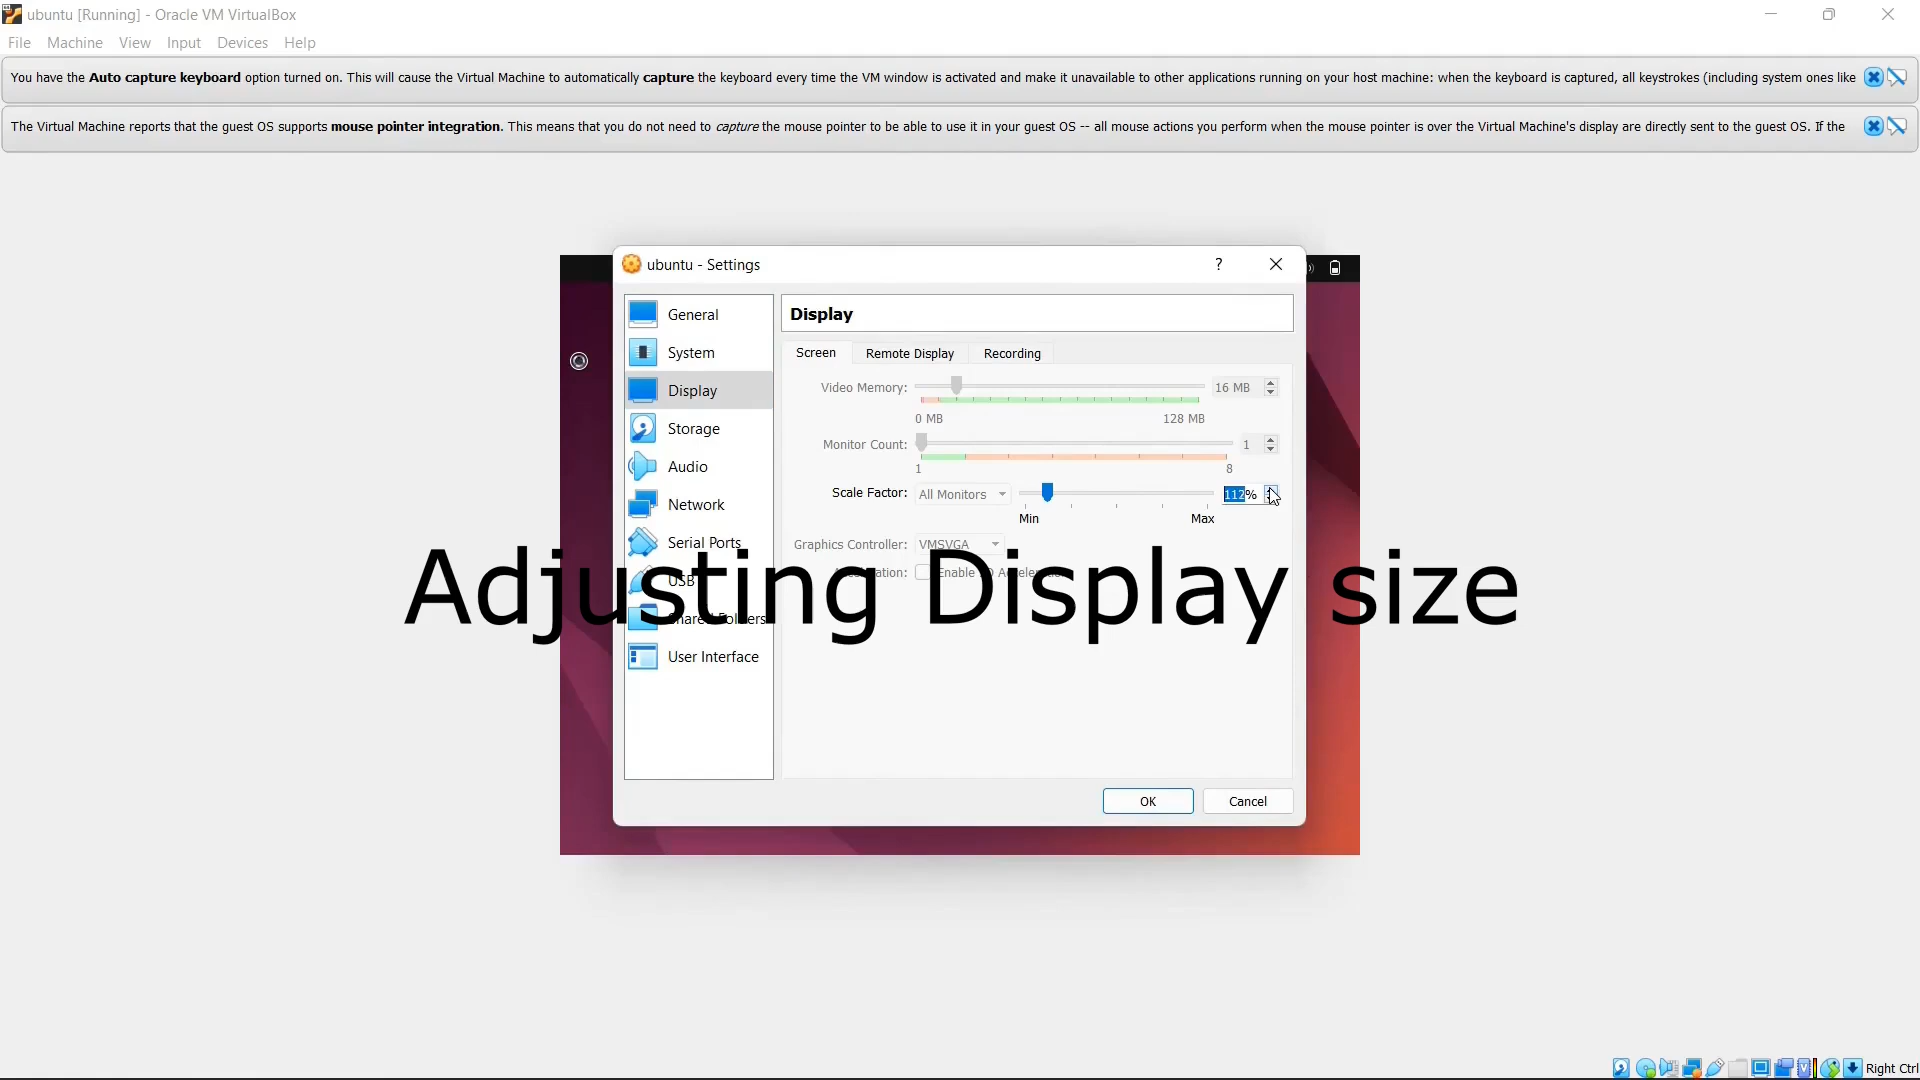 ubuntu [Running] - Oracle VM VirtualBox
File Machine View Input Devices Help
You have the Auto capture keyboard option turned on. This will cause the Virtual Machine to automatically capture the keyboard every time the VM window is activated and make it unavailable to other applications running on your host machine: when the keyboard is captured, all keystrokes (including system ones like
The Virtual Machine reports that the guest OS supports mouse pointer integration. This means that you do not need to capture the mouse pointer to be able to use it in your guest OS -- all mouse actions you perform when the mouse pointer is over the Virtual Machine's display are directly sent to the guest OS. If the
ubuntu - Settings
?
General
System
Display
Storage
Audio
Network
Serial Ports
USB
Shared Folders
User Interface
Display
Screen Remote Display Recording
Video Memory: 16 MB
0 MB 128 MB
Monitor Count: 1
1 8
Scale Factor: All Monitors 112%
Min Max
Graphics Controller: VMSVGA
Enable
Adjusting Display size
OK Cancel
Right Ctrl